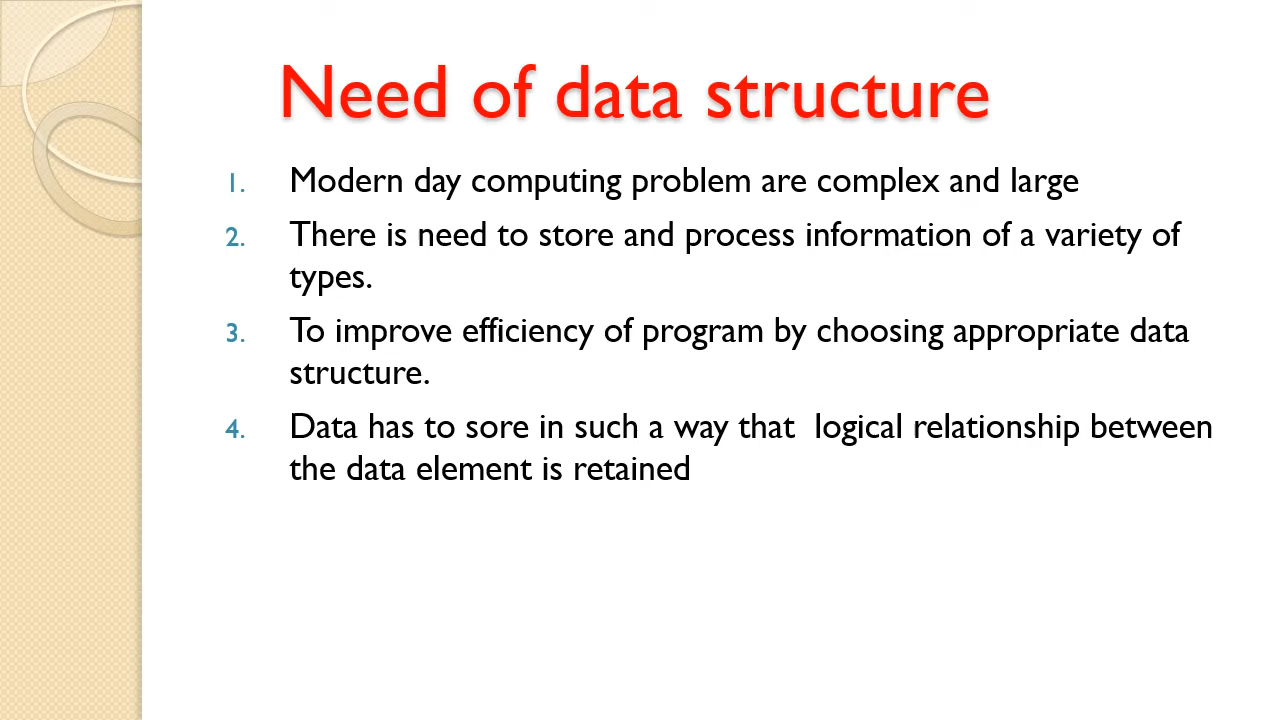 Need of data structure
1. Modern day computing problem are complex and large
2. There is need to store and process information of a variety of
types.
3. To improve efficiency of program by choosing appropriate data
structure.
4. Data has to sore in such a way that  logical relationship between
the data element is retained